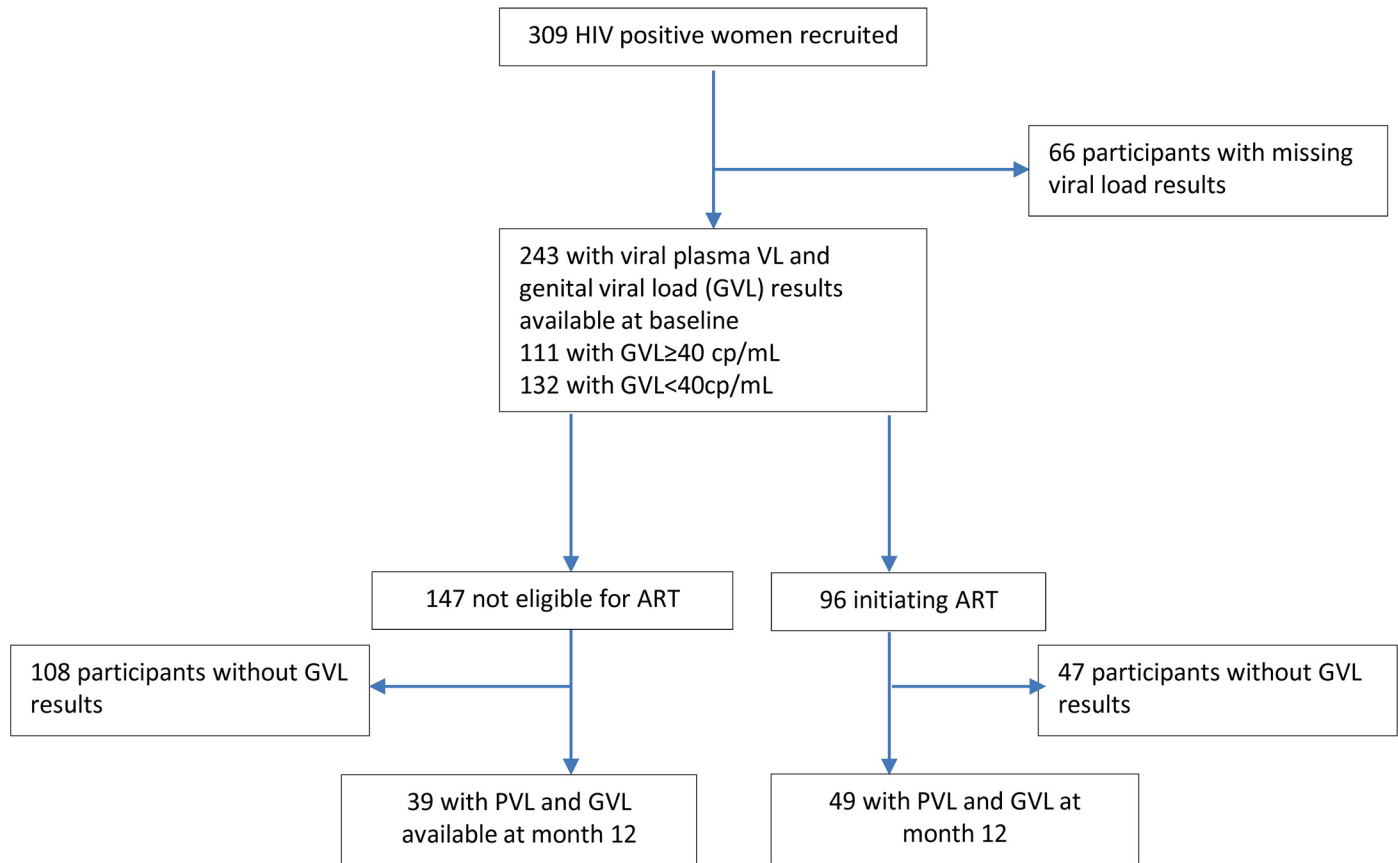 309 HIV positive women recruited
66 participants with missing
viral load results
243 with viral plasma VL and
genital viral load (GVL) results
available at baseline
111 with GVL≥40 cp/mL
132 with GVL<40cp/mL
147 not eligible for ART
96 initiating ART
108 participants without GVL
results
47 participants without GVL
results
39 with PVL and GVL
available at month 12
49 with PVL and GVL at
month 12